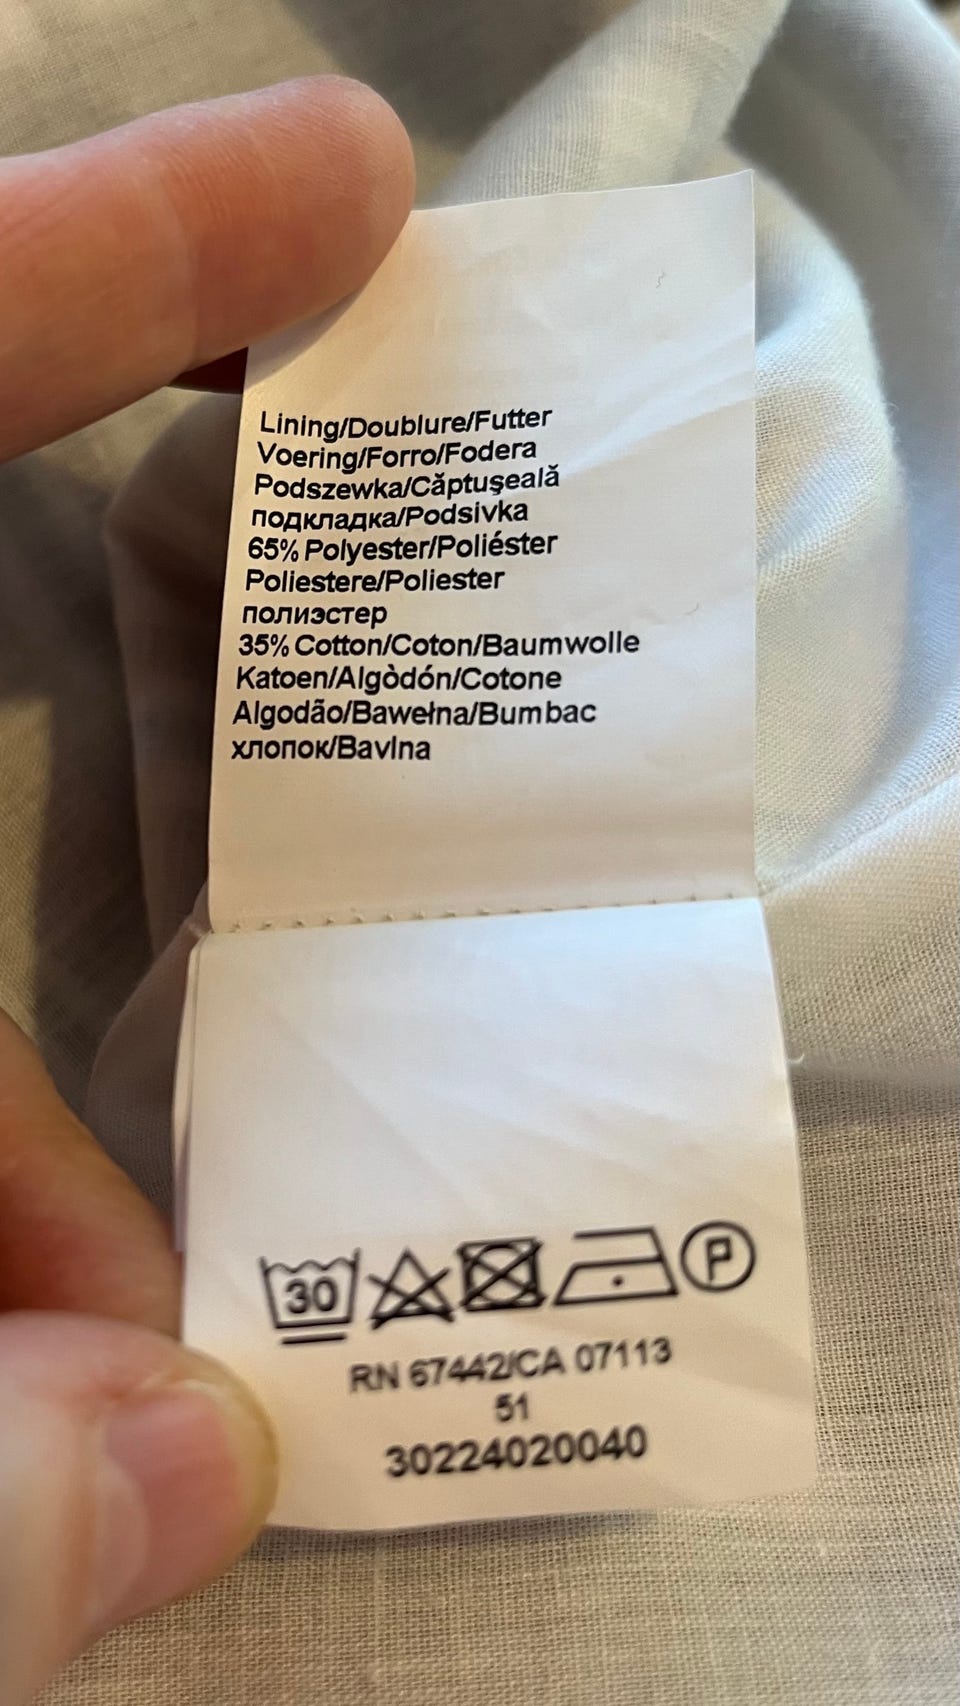 Lining/Doublure/Futter
Voering/Forro/Fodera
Podszewka/Căptuşeală
подкладка/Podsivka
65% Polyester/Poliéster
Poliestere/Poliester
полиэстер
35% Cotton/Coton/Baumwolle
Katoen/Algòdón/Cotone
Algodão/Bawełna/Bumbac
хлопок/Bavlna
30 P
RN 67442/CA 07113
51
30224020040